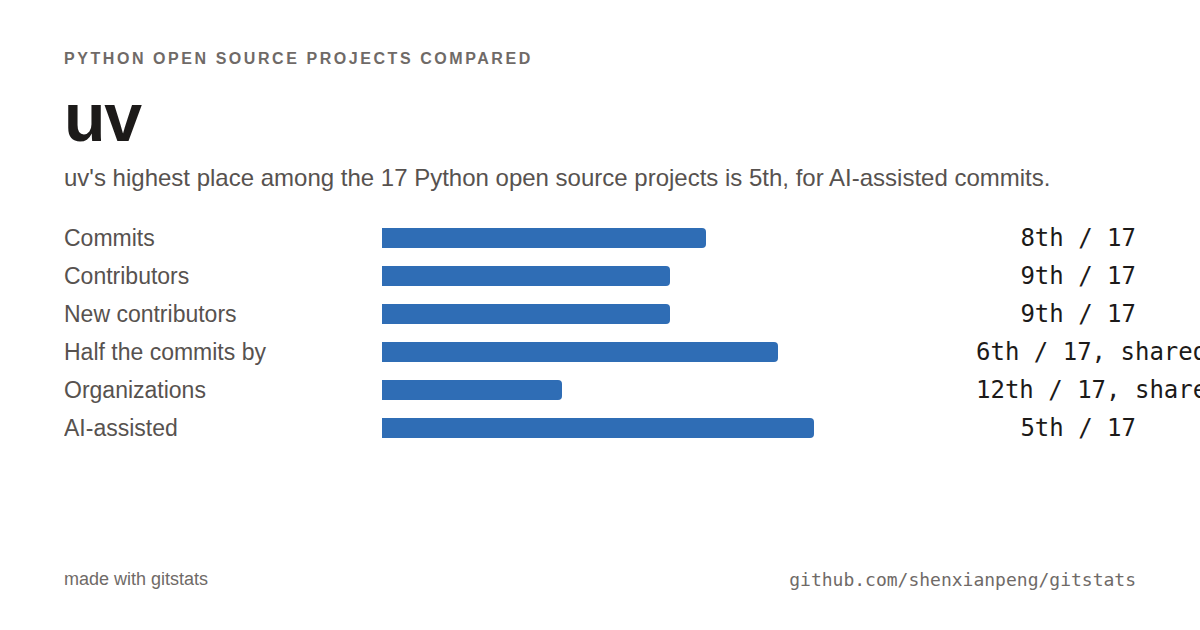 PYTHON OPEN SOURCE PROJECTS COMPARED
uv
uv's highest place among the 17 Python open source projects is 5th, for AI-assisted commits.
Commits 8th / 17
Contributors 9th / 17
New contributors 9th / 17
Half the commits by 6th / 17, shared
Organizations 12th / 17, share
AI-assisted 5th / 17
made with gitstats github.com/shenxianpeng/gitstats